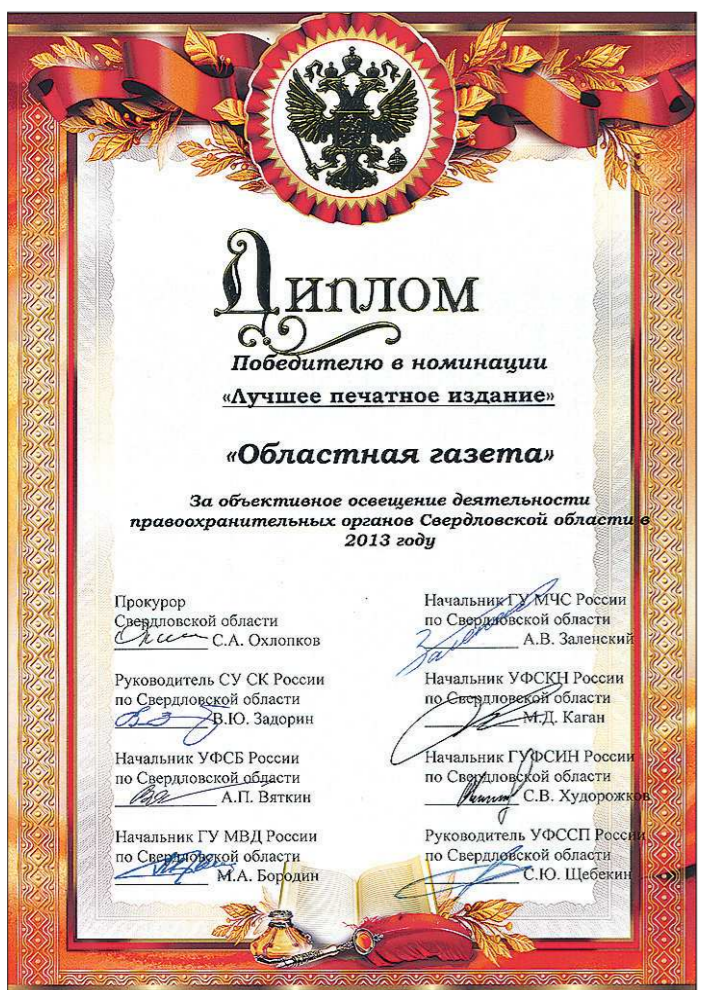 Диплом
Победителю в номинации
«Лучшее печатное издание»
«Областная газета»
За объективное освещение деятельности
правоохранительных органов Свердловской области в
2013 году
Прокурор
Свердловской области
С.А. Охлопков
Руководитель СУ СК России
по Свердловской области
В.Ю. Задорин
Начальник УФСБ России
по Свердловской области
А.П. Вяткин
Начальник ГУ МВД России
по Свердловской области
М.А. Бородин
Начальник ГУ МЧС России
по Свердловской области
А.В. Заленский
Начальник УФСКН России
по Свердловской области
М.Д. Каган
Начальник ГУФСИН России
по Свердловской области
С.В. Худорожков
Руководитель УФССП России
по Свердловской области
С.Ю. Щебекин